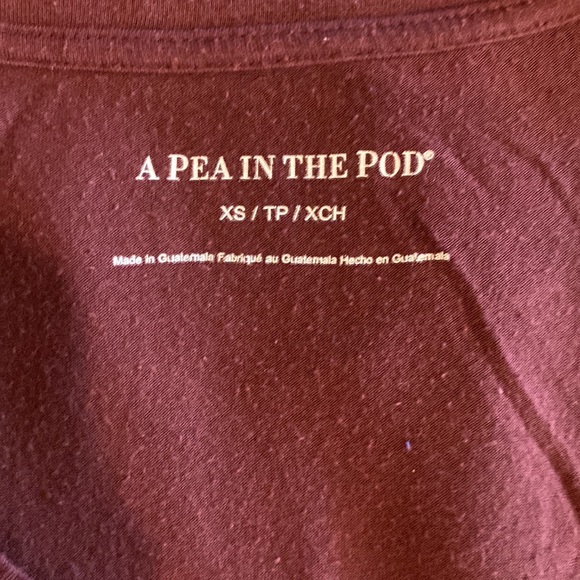 A PEA IN THE POD®
XS / TP / XCH
Made in Guatemala Fabriqué au Guatemala Hecho en Guatemala